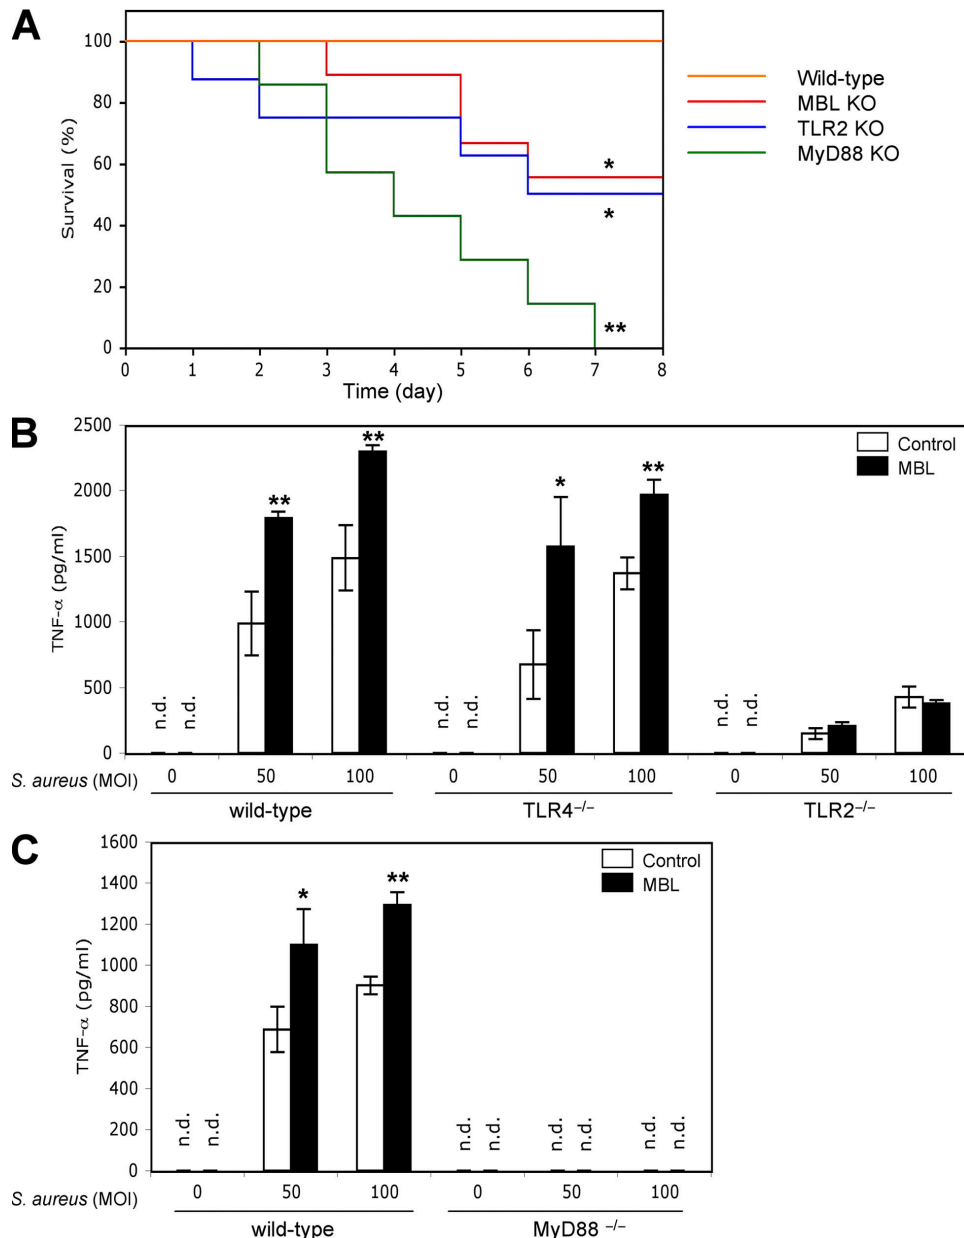 A
100
80
60
40
20
0
Survival (%)
0 1 2 3 4 5 6 7 8
Time (day)
*
*
**
Wild-type
MBL KO
TLR2 KO
MyD88 KO
B
2500
2000
1500
1000
500
0
TNF-α (pg/ml)
Control
MBL
** ** * **
n.d. n.d. n.d. n.d. n.d. n.d.
S. aureus (MOI) 0 50 100 0 50 100 0 50 100
wild-type TLR4–/– TLR2–/–
C
1600
1400
1200
1000
800
600
400
200
0
TNF-α (pg/ml)
Control
MBL
* **
n.d. n.d. n.d. n.d. n.d. n.d. n.d. n.d.
S. aureus (MOI) 0 50 100 0 50 100
wild-type MyD88 –/–